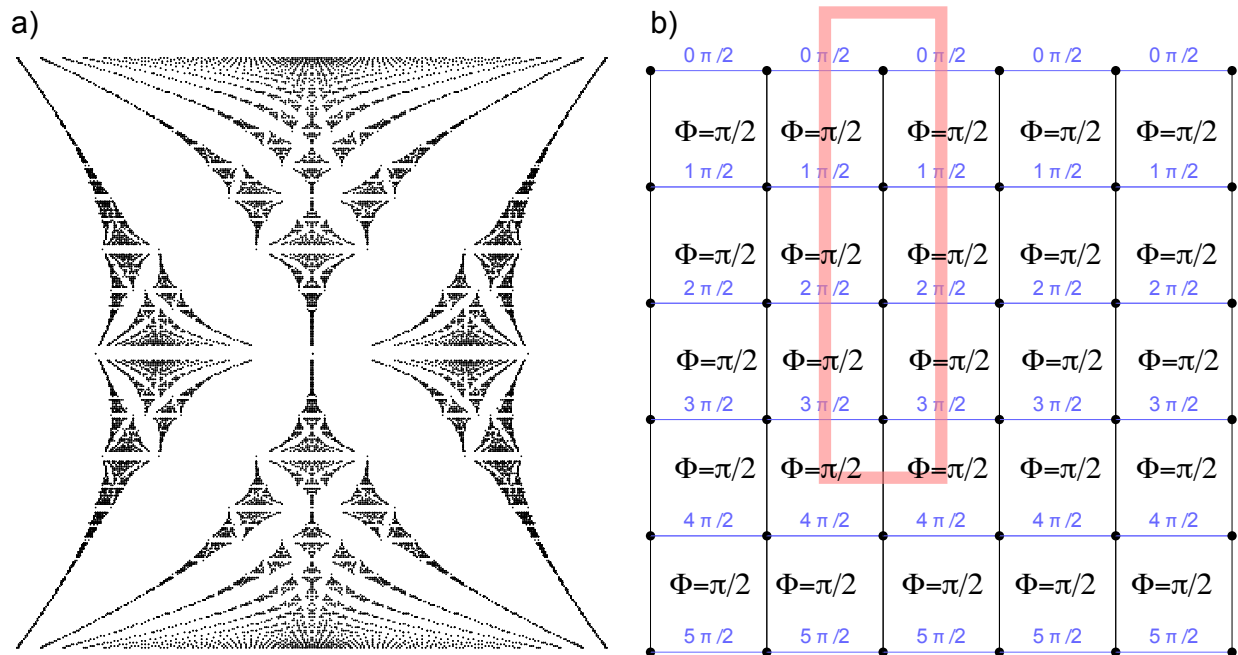 a)
b)
0 π/2 0 π/2 0 π/2 0 π/2 0 π/2
Φ=π/2 Φ=π/2 Φ=π/2 Φ=π/2 Φ=π/2
1 π/2 1 π/2 1 π/2 1 π/2 1 π/2
Φ=π/2 Φ=π/2 Φ=π/2 Φ=π/2 Φ=π/2
2 π/2 2 π/2 2 π/2 2 π/2 2 π/2
Φ=π/2 Φ=π/2 Φ=π/2 Φ=π/2 Φ=π/2
3 π/2 3 π/2 3 π/2 3 π/2 3 π/2
Φ=π/2 Φ=π/2 Φ=π/2 Φ=π/2 Φ=π/2
4 π/2 4 π/2 4 π/2 4 π/2 4 π/2
Φ=π/2 Φ=π/2 Φ=π/2 Φ=π/2 Φ=π/2
5 π/2 5 π/2 5 π/2 5 π/2 5 π/2